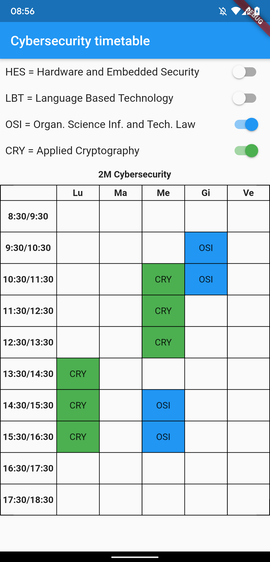 08:56
DEBUG
Cybersecurity timetable
HES = Hardware and Embedded Security
LBT = Language Based Technology
OSI = Organ. Science Inf. and Tech. Law
CRY = Applied Cryptography
2M Cybersecurity
Lu Ma Me Gi Ve
8:30/9:30
9:30/10:30 OSI
10:30/11:30 CRY OSI
11:30/12:30 CRY
12:30/13:30 CRY
13:30/14:30 CRY
14:30/15:30 CRY OSI
15:30/16:30 CRY OSI
16:30/17:30
17:30/18:30